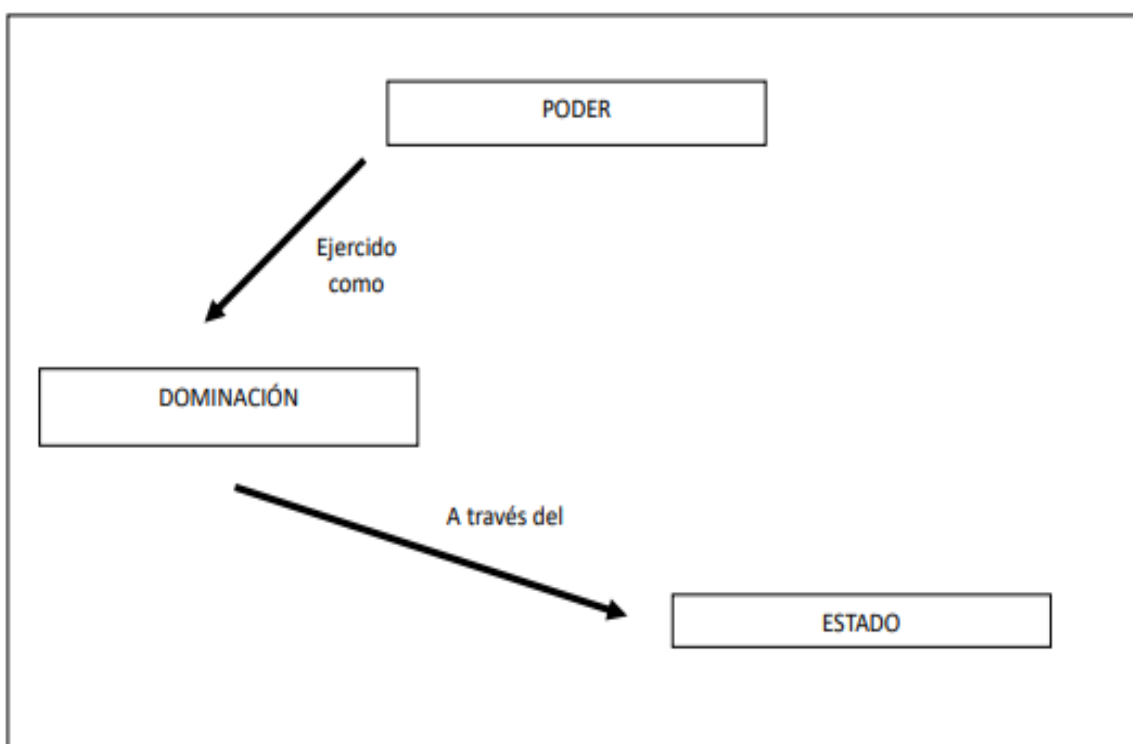 PODER
Ejercido
como
DOMINACIÓN
A través del
ESTADO